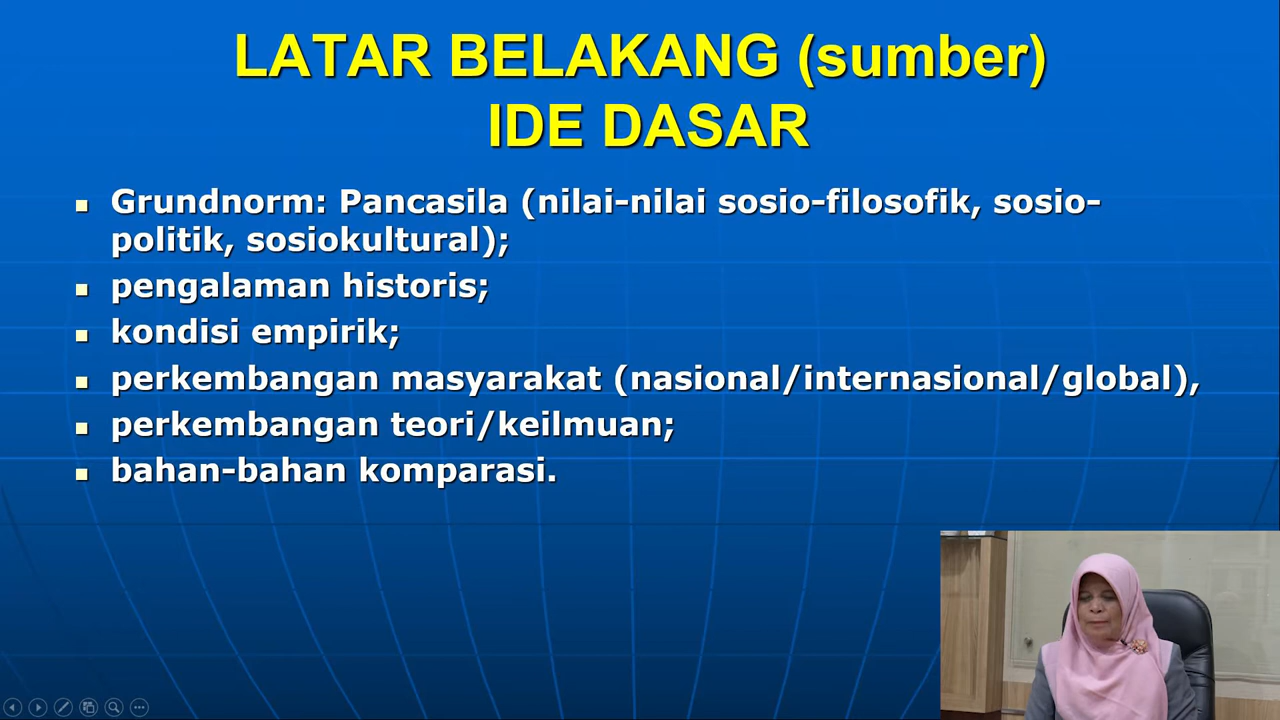 LATAR BELAKANG (sumber)
IDE DASAR
Grundnorm: Pancasila (nilai-nilai sosio-filosofik, sosio-
politik, sosiokultural);
pengalaman historis;
kondisi empirik;
perkembangan masyarakat (nasional/internasional/global),
perkembangan teori/keilmuan;
bahan-bahan komparasi.